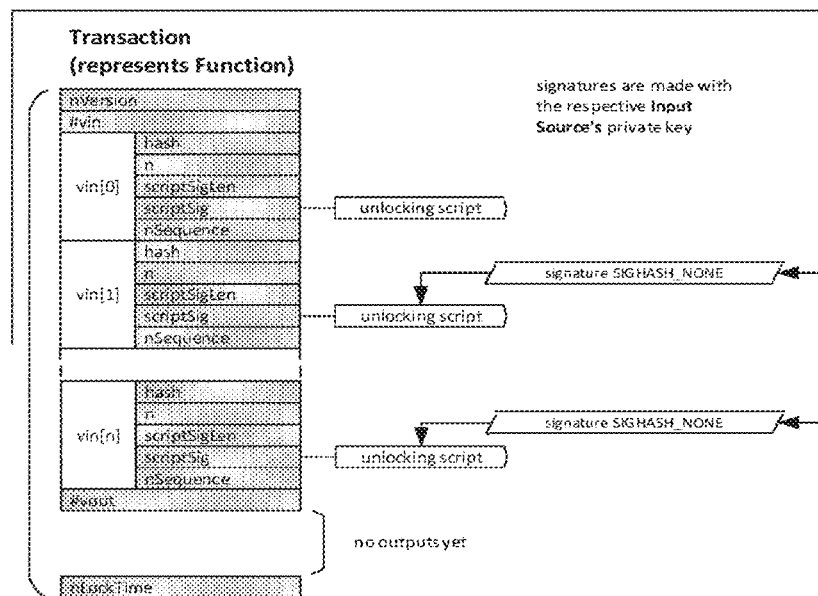 Transaction
(represents Function)
signatures are made with
the respective Input
Source's private key
nVersion
#vin
vin[0]
hash
n
scriptSigLen
scriptSig
nSequence
unlocking script
vin[1]
hash
n
scriptSigLen
scriptSig
nSequence
signature SIGHASH_NONE
unlocking script
vin[n]
hash
n
scriptSigLen
scriptSig
nSequence
signature SIGHASH_NONE
unlocking script
#vout
no outputs yet
nLockTime